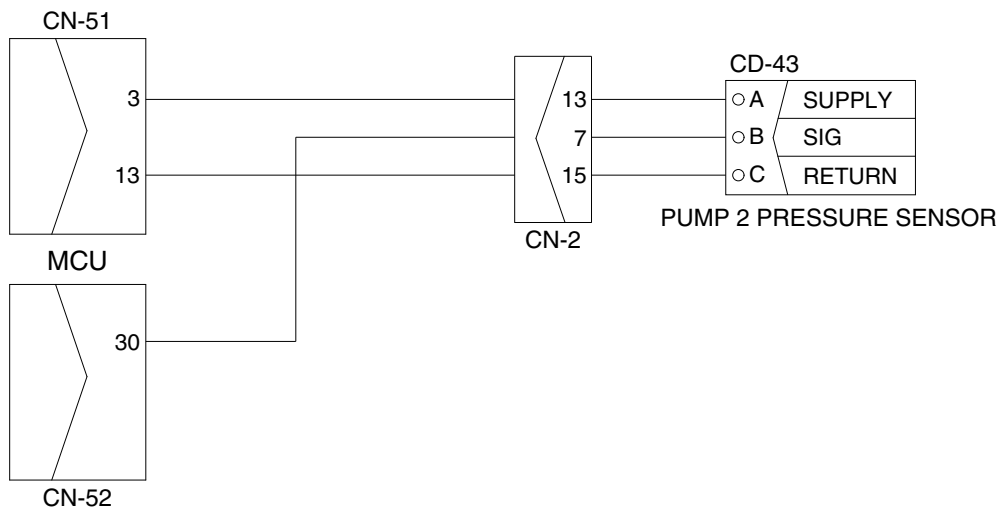 CN-51
3
13
MCU
30
CN-52
13
7
15
CN-2
CD-43
A SUPPLY
B SIG
C RETURN
PUMP 2 PRESSURE SENSOR